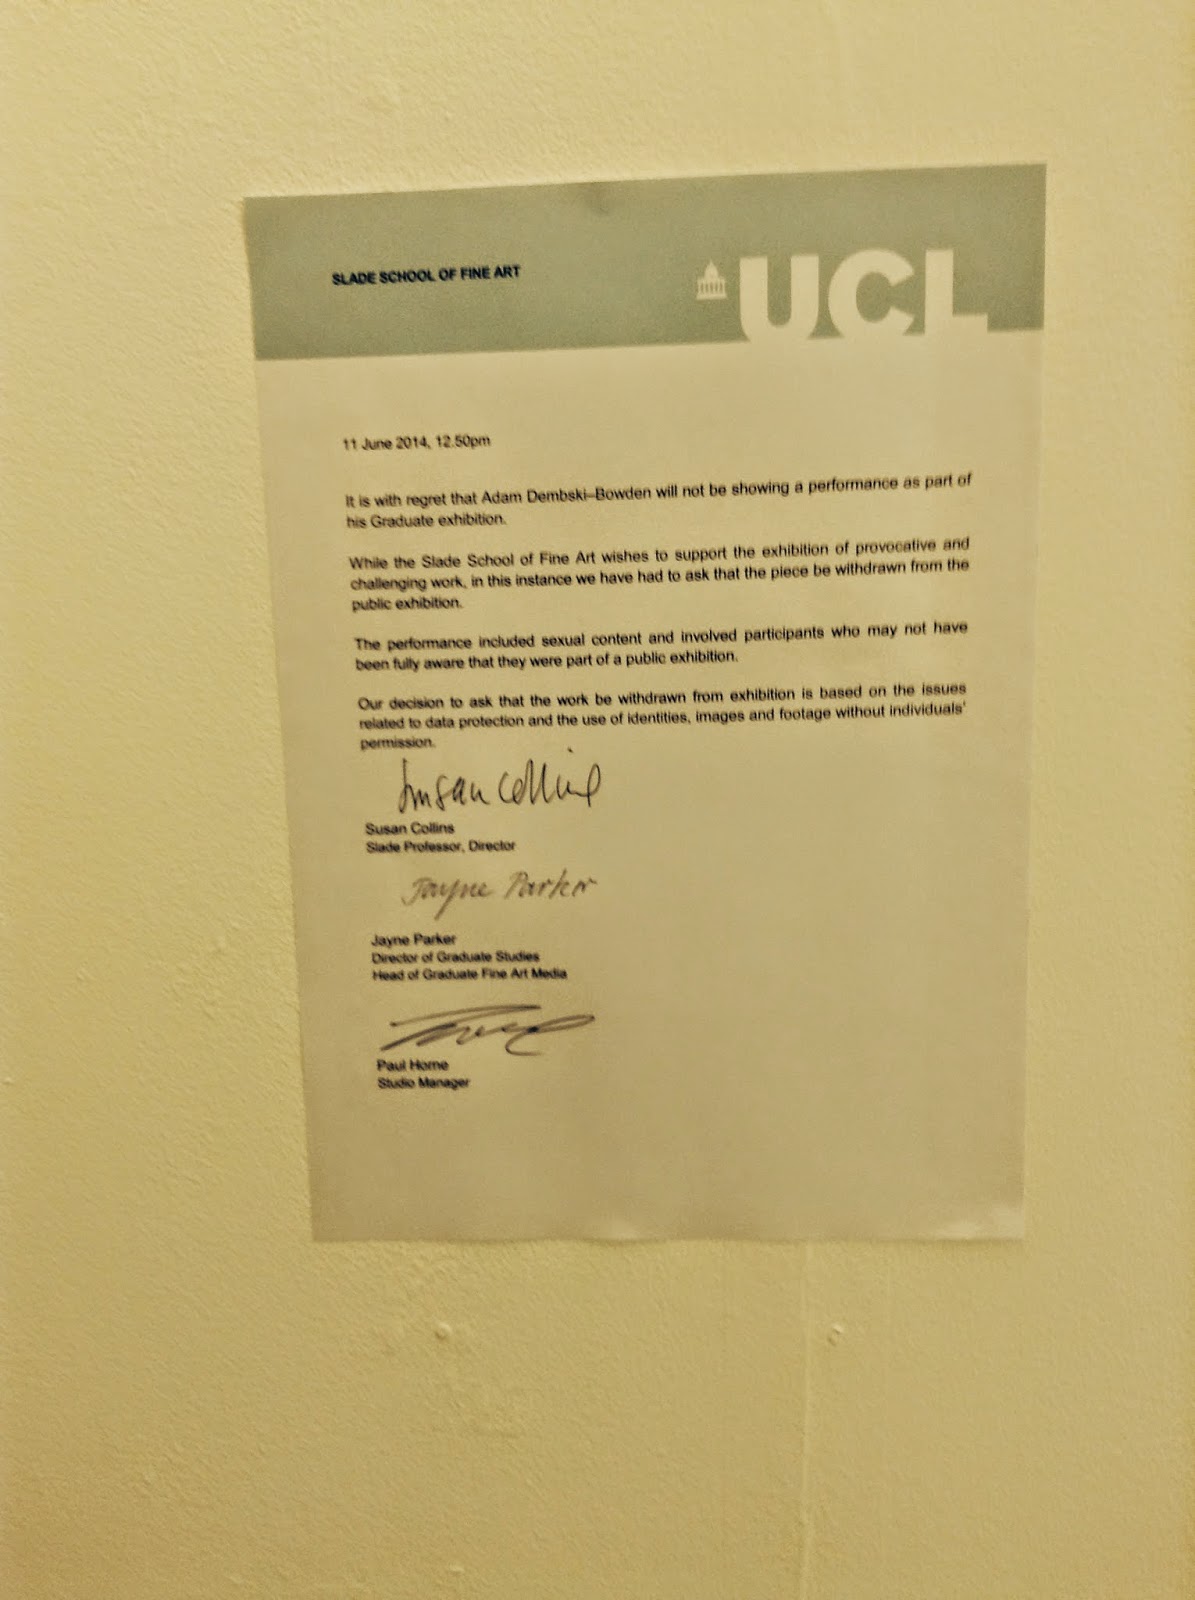 SLADE SCHOOL OF FINE ART
UCL
11 June 2014, 12.50pm
It is with regret that Adam Dembski–Bowden will not be showing a performance as part of
his Graduate exhibition.
While the Slade School of Fine Art wishes to support the exhibition of provocative and
challenging work, in this instance we have had to ask that the piece be withdrawn from the
public exhibition.
The performance included sexual content and involved participants who may not have
been fully aware that they were part of a public exhibition.
Our decision to ask that the work be withdrawn from exhibition is based on the issues
related to data protection and the use of identities, images and footage without individuals'
permission.
Susan Collins
Susan Collins
Slade Professor, Director
Jayne Parker
Jayne Parker
Director of Graduate Studies
Head of Graduate Fine Art Media
Paul Horne
Studio Manager